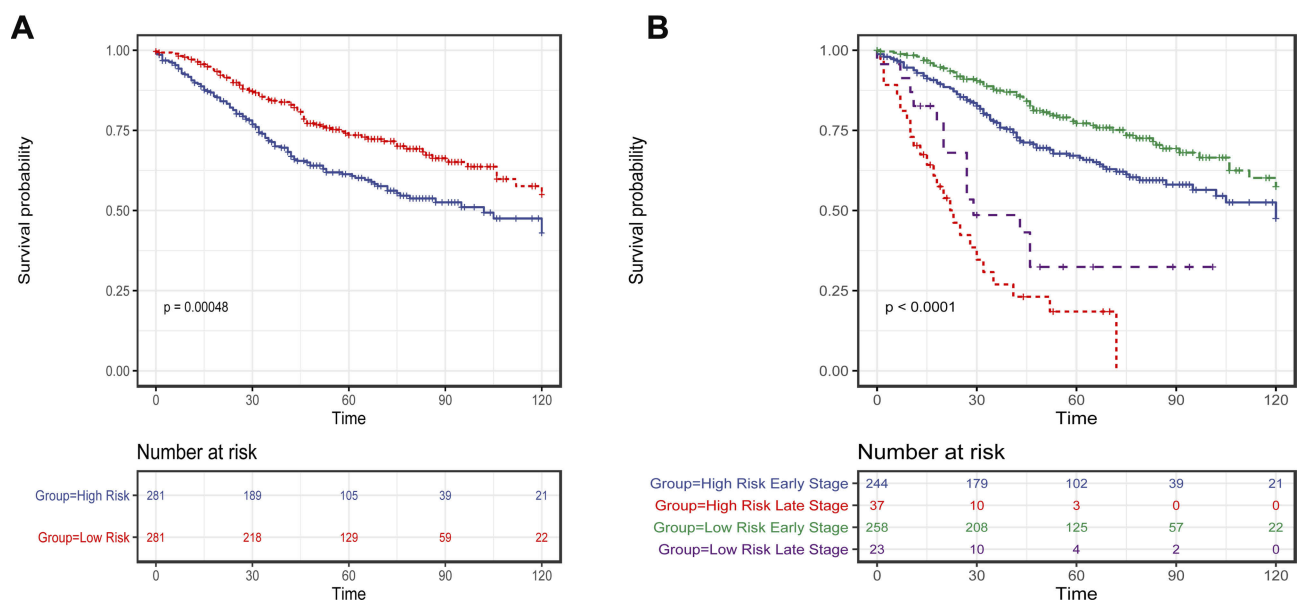 A
Survival probability
1.00
0.75
0.50
0.25
0.00
p = 0.00048
0 30 60 90 120
Time
Number at risk
Group=High Risk 281 189 105 39 21
Group=Low Risk 281 218 129 59 22
0 30 60 90 120
Time
B
Survival probability
1.00
0.75
0.50
0.25
0.00
p < 0.0001
0 30 60 90 120
Time
Number at risk
Group=High Risk Early Stage 244 179 102 39 21
Group=High Risk Late Stage 37 10 3 0 0
Group=Low Risk Early Stage 258 208 125 57 22
Group=Low Risk Late Stage 23 10 4 2 0
0 30 60 90 120
Time